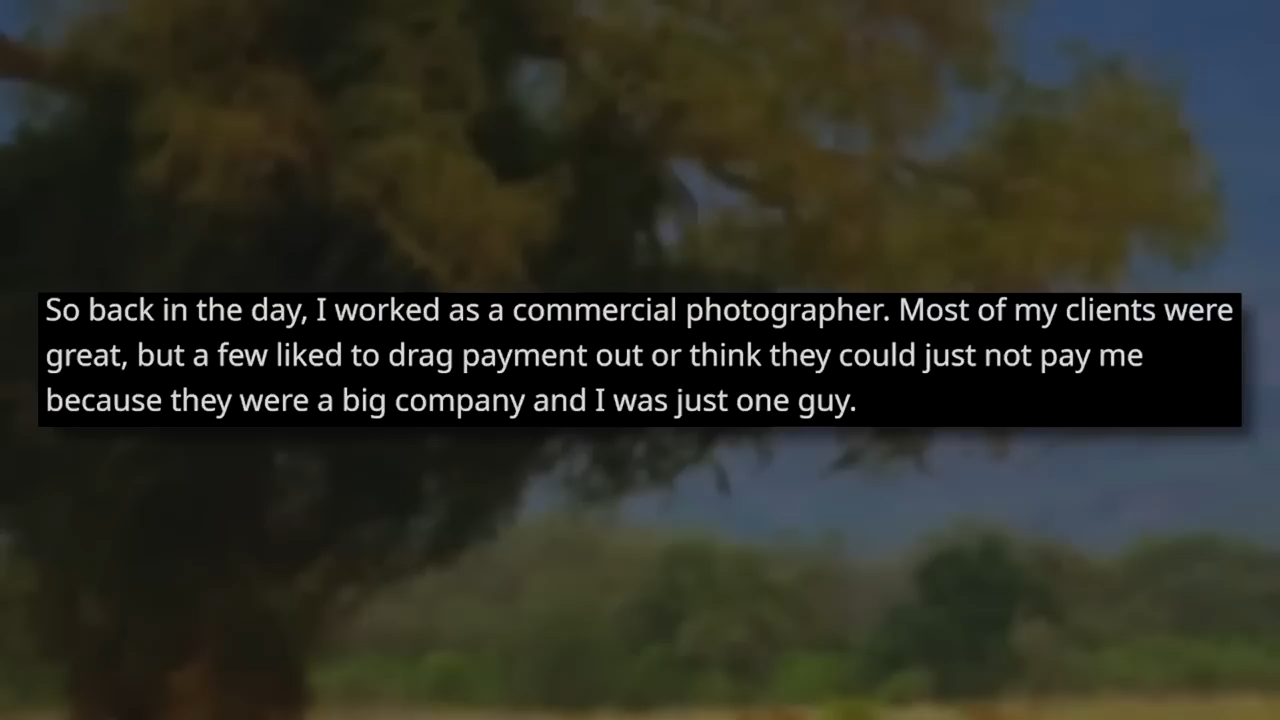 So back in the day, I worked as a commercial photographer. Most of my clients were
great, but a few liked to drag payment out or think they could just not pay me
because they were a big company and I was just one guy.